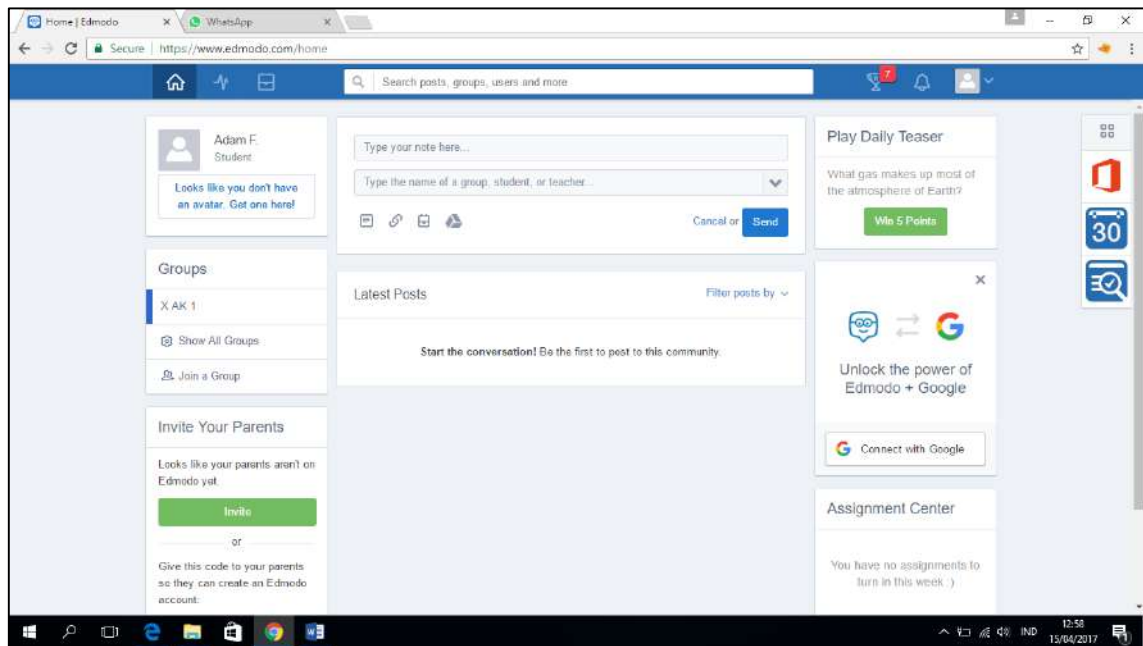 Home | Edmodo
WhatsApp
Secure
https://www.edmodo.com/home
Search posts, groups, users and more
7
Adam F.
Student
Looks like you don't have
an avatar. Get one here!
Groups
X AK 1
Show All Groups
Join a Group
Invite Your Parents
Looks like your parents aren't on
Edmodo yet.
Invite
or
Give this code to your parents
so they can create an Edmodo
account:
Type your note here...
Type the name of a group, student, or teacher...
Cancel or
Send
Latest Posts
Filter posts by
Start the conversation! Be the first to post to this community.
Play Daily Teaser
What gas makes up most of
the atmosphere of Earth?
Win 5 Points
Unlock the power of
Edmodo + Google
Connect with Google
Assignment Center
You have no assignments to
turn in this week :)
30
IND
12:58
15/04/2017